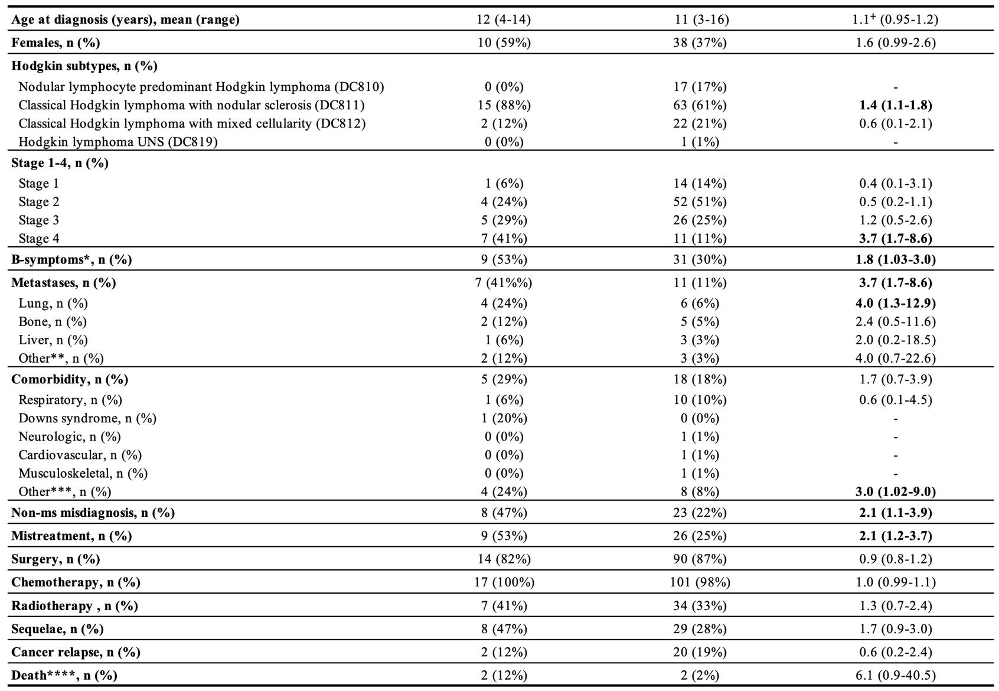 Age at diagnosis (years), mean (range) 12 (4-14) 11 (3-16) 1.1⁺ (0.95-1.2)
Females, n (%) 10 (59%) 38 (37%) 1.6 (0.99-2.6)
Hodgkin subtypes, n (%)
Nodular lymphocyte predominant Hodgkin lymphoma (DC810) 0 (0%) 17 (17%) -
Classical Hodgkin lymphoma with nodular sclerosis (DC811) 15 (88%) 63 (61%) 1.4 (1.1-1.8)
Classical Hodgkin lymphoma with mixed cellularity (DC812) 2 (12%) 22 (21%) 0.6 (0.1-2.1)
Hodgkin lymphoma UNS (DC819) 0 (0%) 1 (1%) -
Stage 1-4, n (%)
Stage 1 1 (6%) 14 (14%) 0.4 (0.1-3.1)
Stage 2 4 (24%) 52 (51%) 0.5 (0.2-1.1)
Stage 3 5 (29%) 26 (25%) 1.2 (0.5-2.6)
Stage 4 7 (41%) 11 (11%) 3.7 (1.7-8.6)
B-symptoms*, n (%) 9 (53%) 31 (30%) 1.8 (1.03-3.0)
Metastases, n (%) 7 (41%%) 11 (11%) 3.7 (1.7-8.6)
Lung, n (%) 4 (24%) 6 (6%) 4.0 (1.3-12.9)
Bone, n (%) 2 (12%) 5 (5%) 2.4 (0.5-11.6)
Liver, n (%) 1 (6%) 3 (3%) 2.0 (0.2-18.5)
Other**, n (%) 2 (12%) 3 (3%) 4.0 (0.7-22.6)
Comorbidity, n (%) 5 (29%) 18 (18%) 1.7 (0.7-3.9)
Respiratory, n (%) 1 (6%) 10 (10%) 0.6 (0.1-4.5)
Downs syndrome, n (%) 1 (20%) 0 (0%) -
Neurologic, n (%) 0 (0%) 1 (1%) -
Cardiovascular, n (%) 0 (0%) 1 (1%) -
Musculoskeletal, n (%) 0 (0%) 1 (1%) -
Other***, n (%) 4 (24%) 8 (8%) 3.0 (1.02-9.0)
Non-ms misdiagnosis, n (%) 8 (47%) 23 (22%) 2.1 (1.1-3.9)
Mistreatment, n (%) 9 (53%) 26 (25%) 2.1 (1.2-3.7)
Surgery, n (%) 14 (82%) 90 (87%) 0.9 (0.8-1.2)
Chemotherapy, n (%) 17 (100%) 101 (98%) 1.0 (0.99-1.1)
Radiotherapy , n (%) 7 (41%) 34 (33%) 1.3 (0.7-2.4)
Sequelae, n (%) 8 (47%) 29 (28%) 1.7 (0.9-3.0)
Cancer relapse, n (%) 2 (12%) 20 (19%) 0.6 (0.2-2.4)
Death****, n (%) 2 (12%) 2 (2%) 6.1 (0.9-40.5)